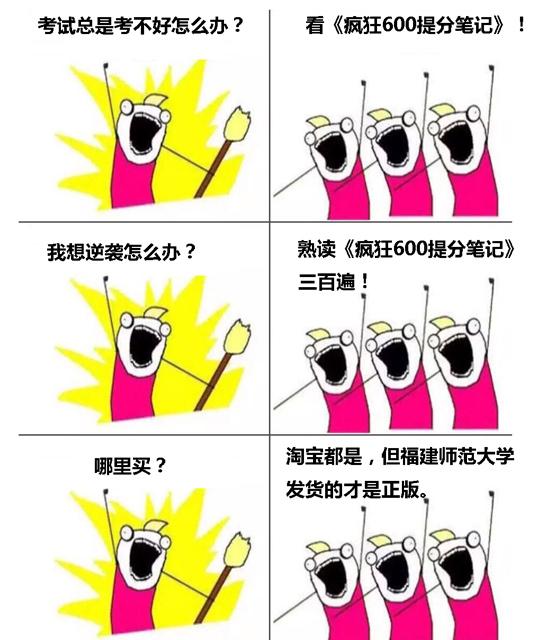 考试总是考不好怎么办？
看《疯狂600提分笔记》！
我想逆袭怎么办？
熟读《疯狂600提分笔记》
三百遍！
哪里买？
淘宝都是，但福建师范大学
发货的才是正版。